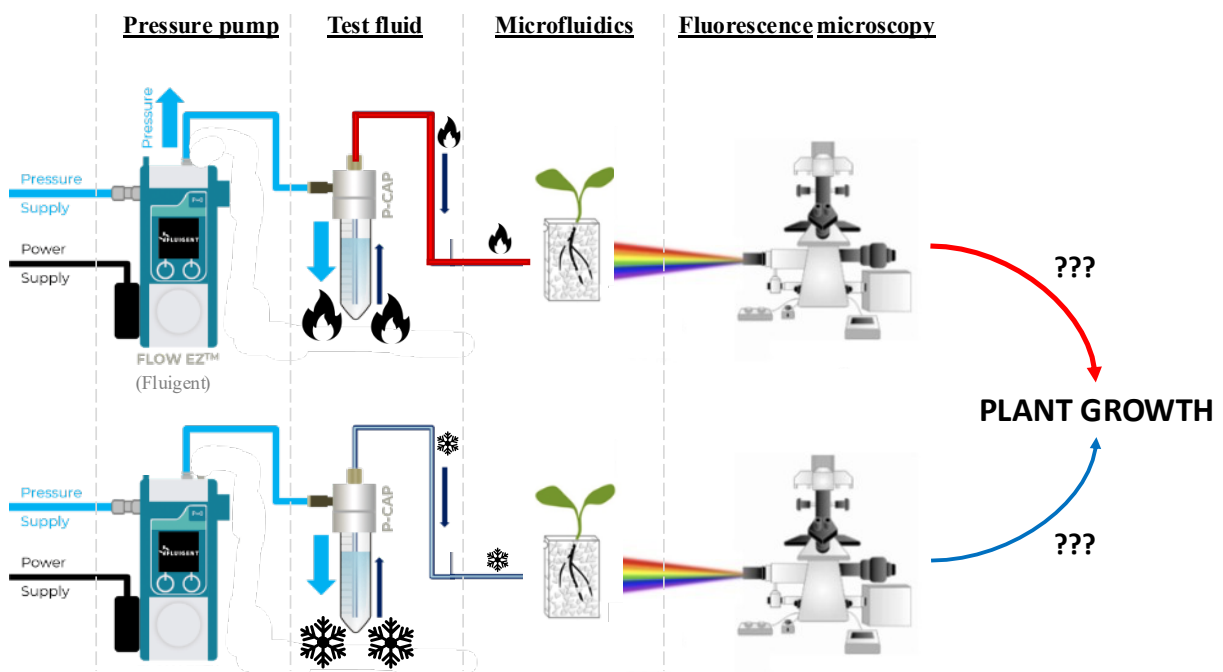 Pressure pump
Test fluid
Microfluidics
Fluorescence microscopy
Pressure
Pressure
Supply
Power
Supply
FLUIGENT
P-CAP
FLOW EZ™
(Fluigent)
???
PLANT GROWTH
Pressure
Supply
Power
Supply
FLUIGENT
P-CAP
???